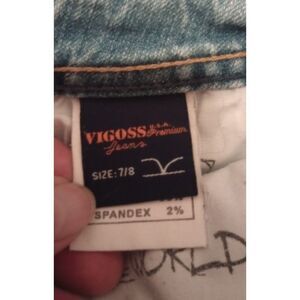 VIGOSS U.S.A. Premium
Jeans
SIZE: 7/8
SPANDEX 2%